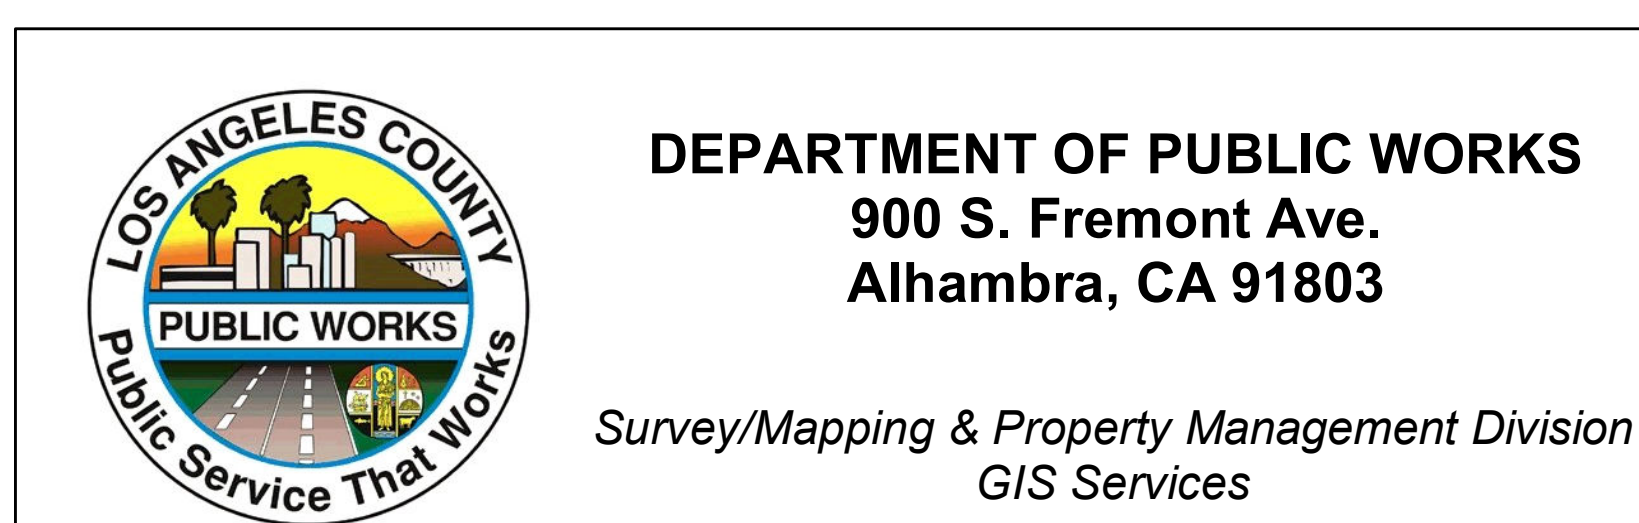 LOS ANGELES COUNTY
PUBLIC WORKS
Public Service That Works
DEPARTMENT OF PUBLIC WORKS
900 S. Fremont Ave.
Alhambra, CA 91803
Survey/Mapping & Property Management Division
GIS Services